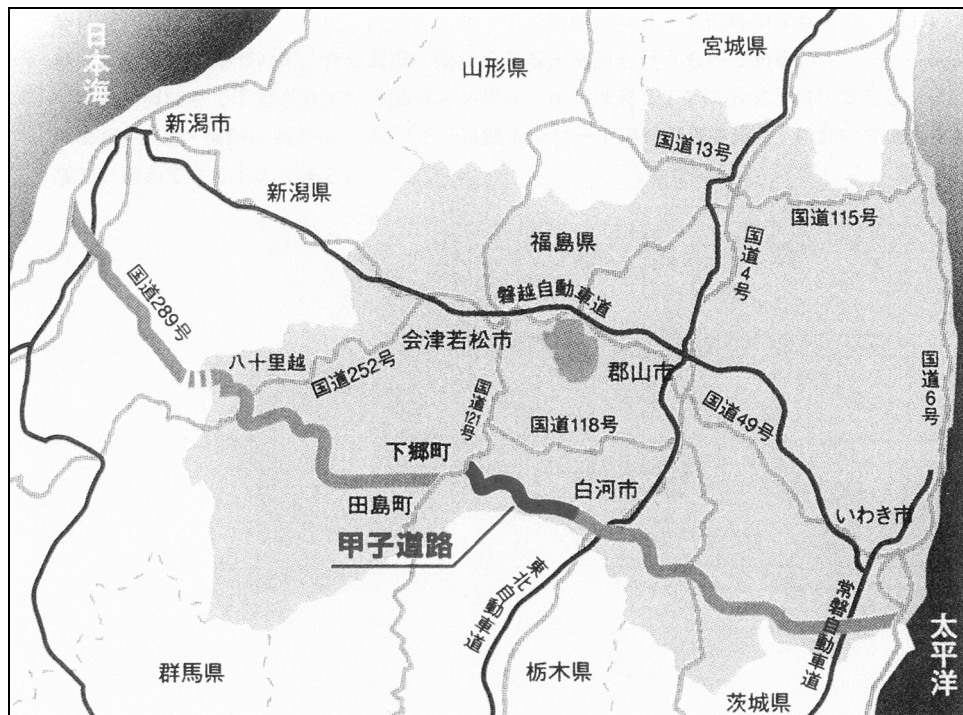 日本海
宮城県
山形県
新潟市
国道13号
新潟県
国道115号
福島県
国道4号
国道289号
磐越自動車道
会津若松市
八十里越
国道252号
郡山市
国道6号
国道121号
国道49号
国道118号
下郷町
白河市
田島町
いわき市
甲子道路
東北自動車道
常磐自動車道
太平洋
群馬県
栃木県
茨城県